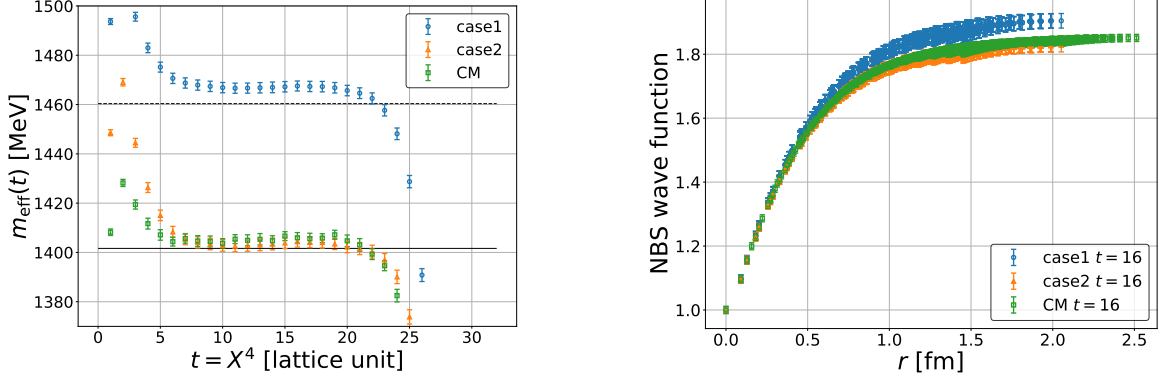 1500
1480
1460
1440
1420
1400
1380
m_eff(t) [MeV]
case1
case2
CM
0 5 10 15 20 25 30
t = X^4 [lattice unit]
1.8
1.6
1.4
1.2
1.0
NBS wave function
case1 t = 16
case2 t = 16
CM t = 16
0.0 0.5 1.0 1.5 2.0 2.5
r [fm]